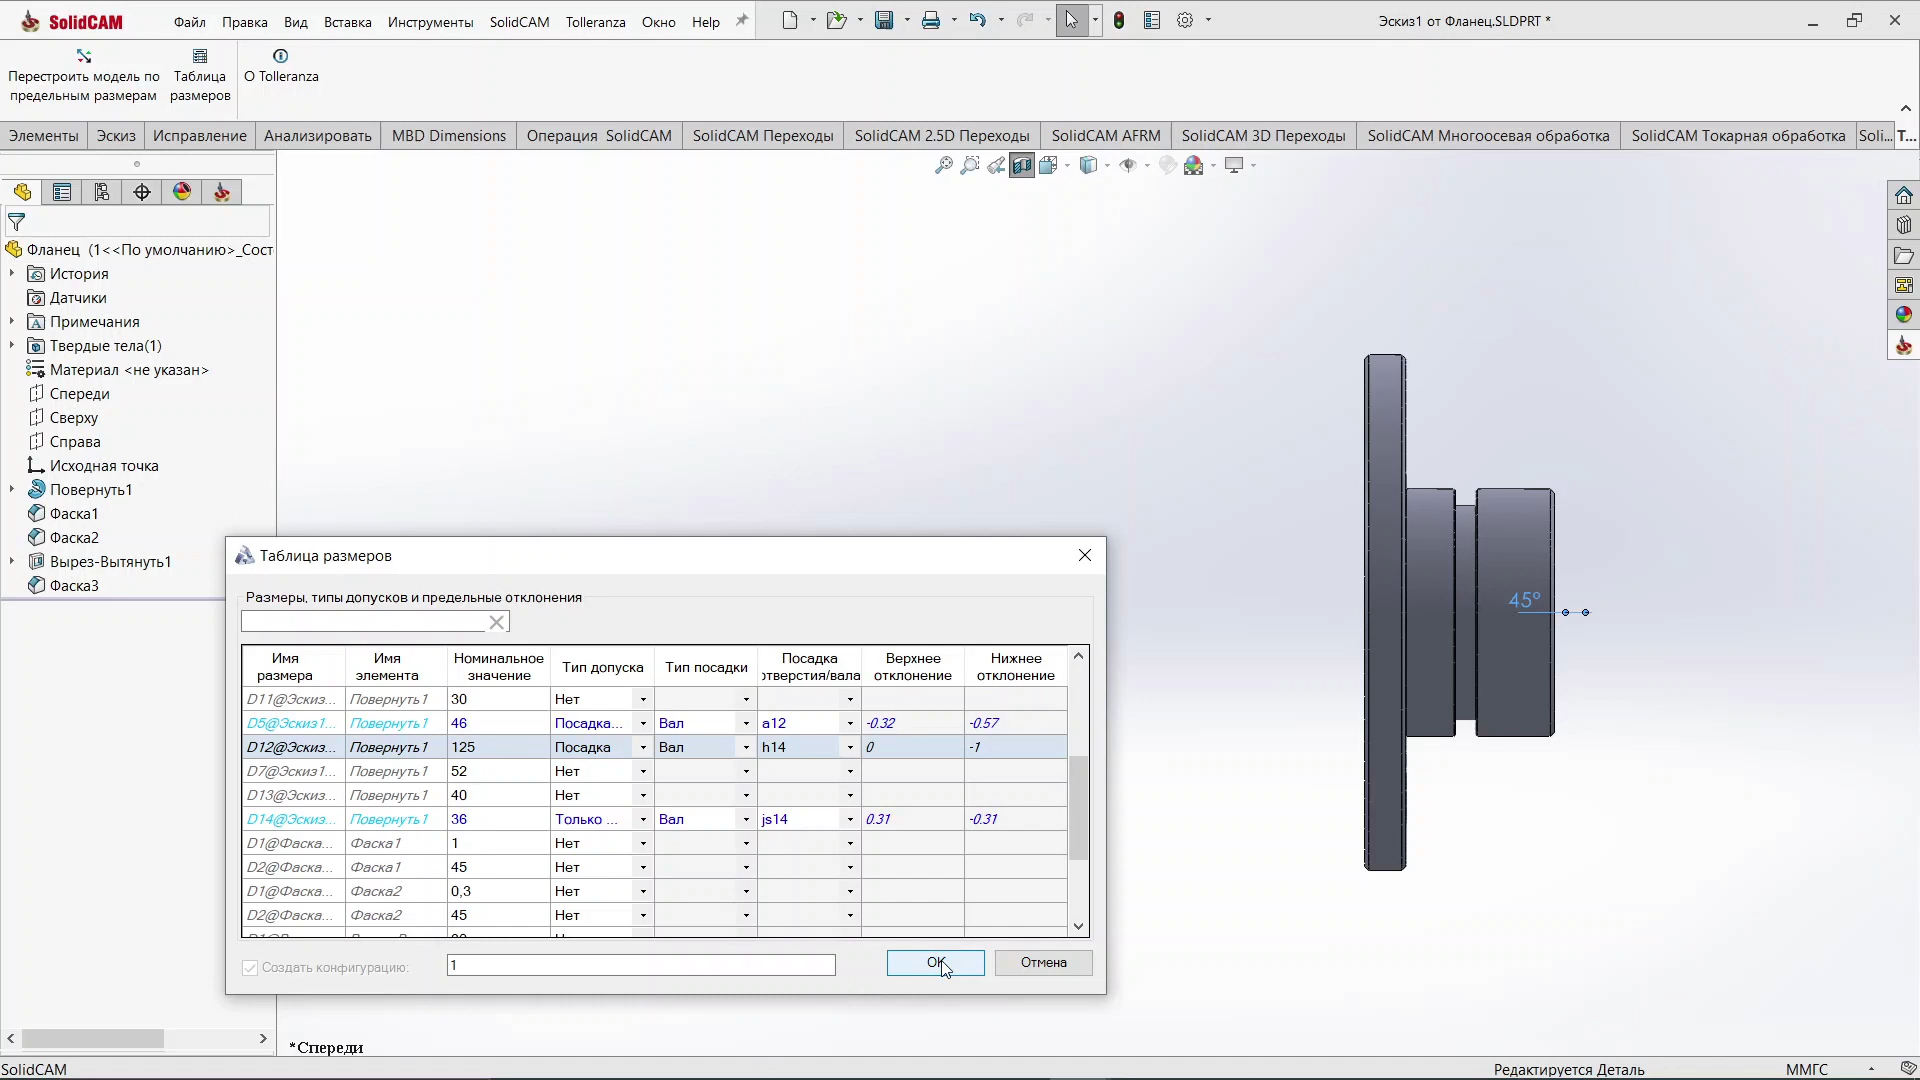 SolidCAM
Файл Правка Вид Вставка Инструменты SolidCAM Tolleranza Окно Help
Эскиз1 от Фланец.SLDPRT *
Перестроить модель по предельным размерам
Таблица размеров
О Tolleranza
Элементы Эскиз Исправление Анализировать MBD Dimensions Операция SolidCAM SolidCAM Переходы SolidCAM 2.5D Переходы SolidCAM AFRM SolidCAM 3D Переходы SolidCAM Многоосевая обработка SolidCAM Токарная обработка Soli... Т...
Фланец (1<<По умолчанию>_Сост
История
Датчики
Примечания
Твердые тела(1)
Материал <не указан>
Спереди
Сверху
Справа
Исходная точка
Повернуть1
Фаска1
Фаска2
Вырез-Вытянуть1
Фаска3
45°
Таблица размеров
Размеры, типы допусков и предельные отклонения
Имя размера Имя элемента Номинальное значение Тип допуска Тип посадки Посадка отверстия/вала Верхнее отклонение Нижнее отклонение
D11@Эскиз... Повернуть1 30 Нет
D5@Эскиз1... Повернуть1 46 Посадка... Вал a12 -0.32 -0.57
D12@Эскиз... Повернуть1 125 Посадка Вал h14 0 -1
D7@Эскиз1... Повернуть1 52 Нет
D13@Эскиз... Повернуть1 40 Нет
D14@Эскиз... Повернуть1 36 Только ... Вал js14 0.31 -0.31
D1@Фаска... Фаска1 1 Нет
D2@Фаска... Фаска1 45 Нет
D1@Фаска... Фаска2 0,3 Нет
D2@Фаска... Фаска2 45 Нет
Создать конфигурацию: 1 OK Отмена
*Спереди
SolidCAM Редактируется Деталь ММГС